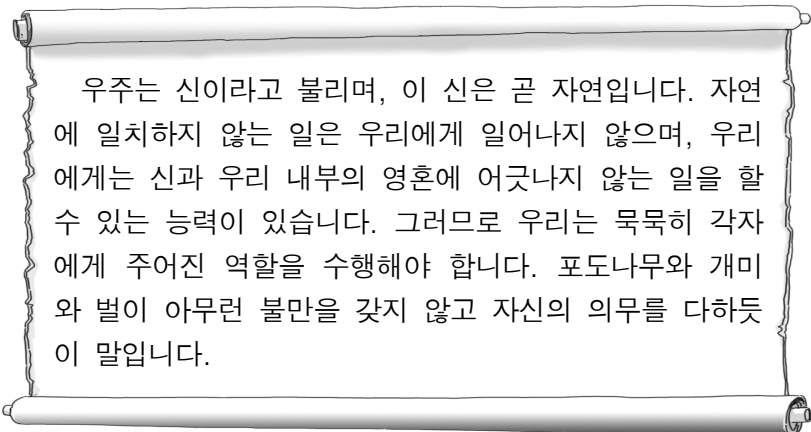 우주는 신이라고 불리며, 이 신은 곧 자연입니다. 자연
에 일치하지 않는 일은 우리에게 일어나지 않으며, 우리
에게는 신과 우리 내부의 영혼에 어긋나지 않는 일을 할
수 있는 능력이 있습니다. 그러므로 우리는 묵묵히 각자
에게 주어진 역할을 수행해야 합니다. 포도나무와 개미
와 벌이 아무런 불만을 갖지 않고 자신의 의무를 다하듯
이 말입니다.